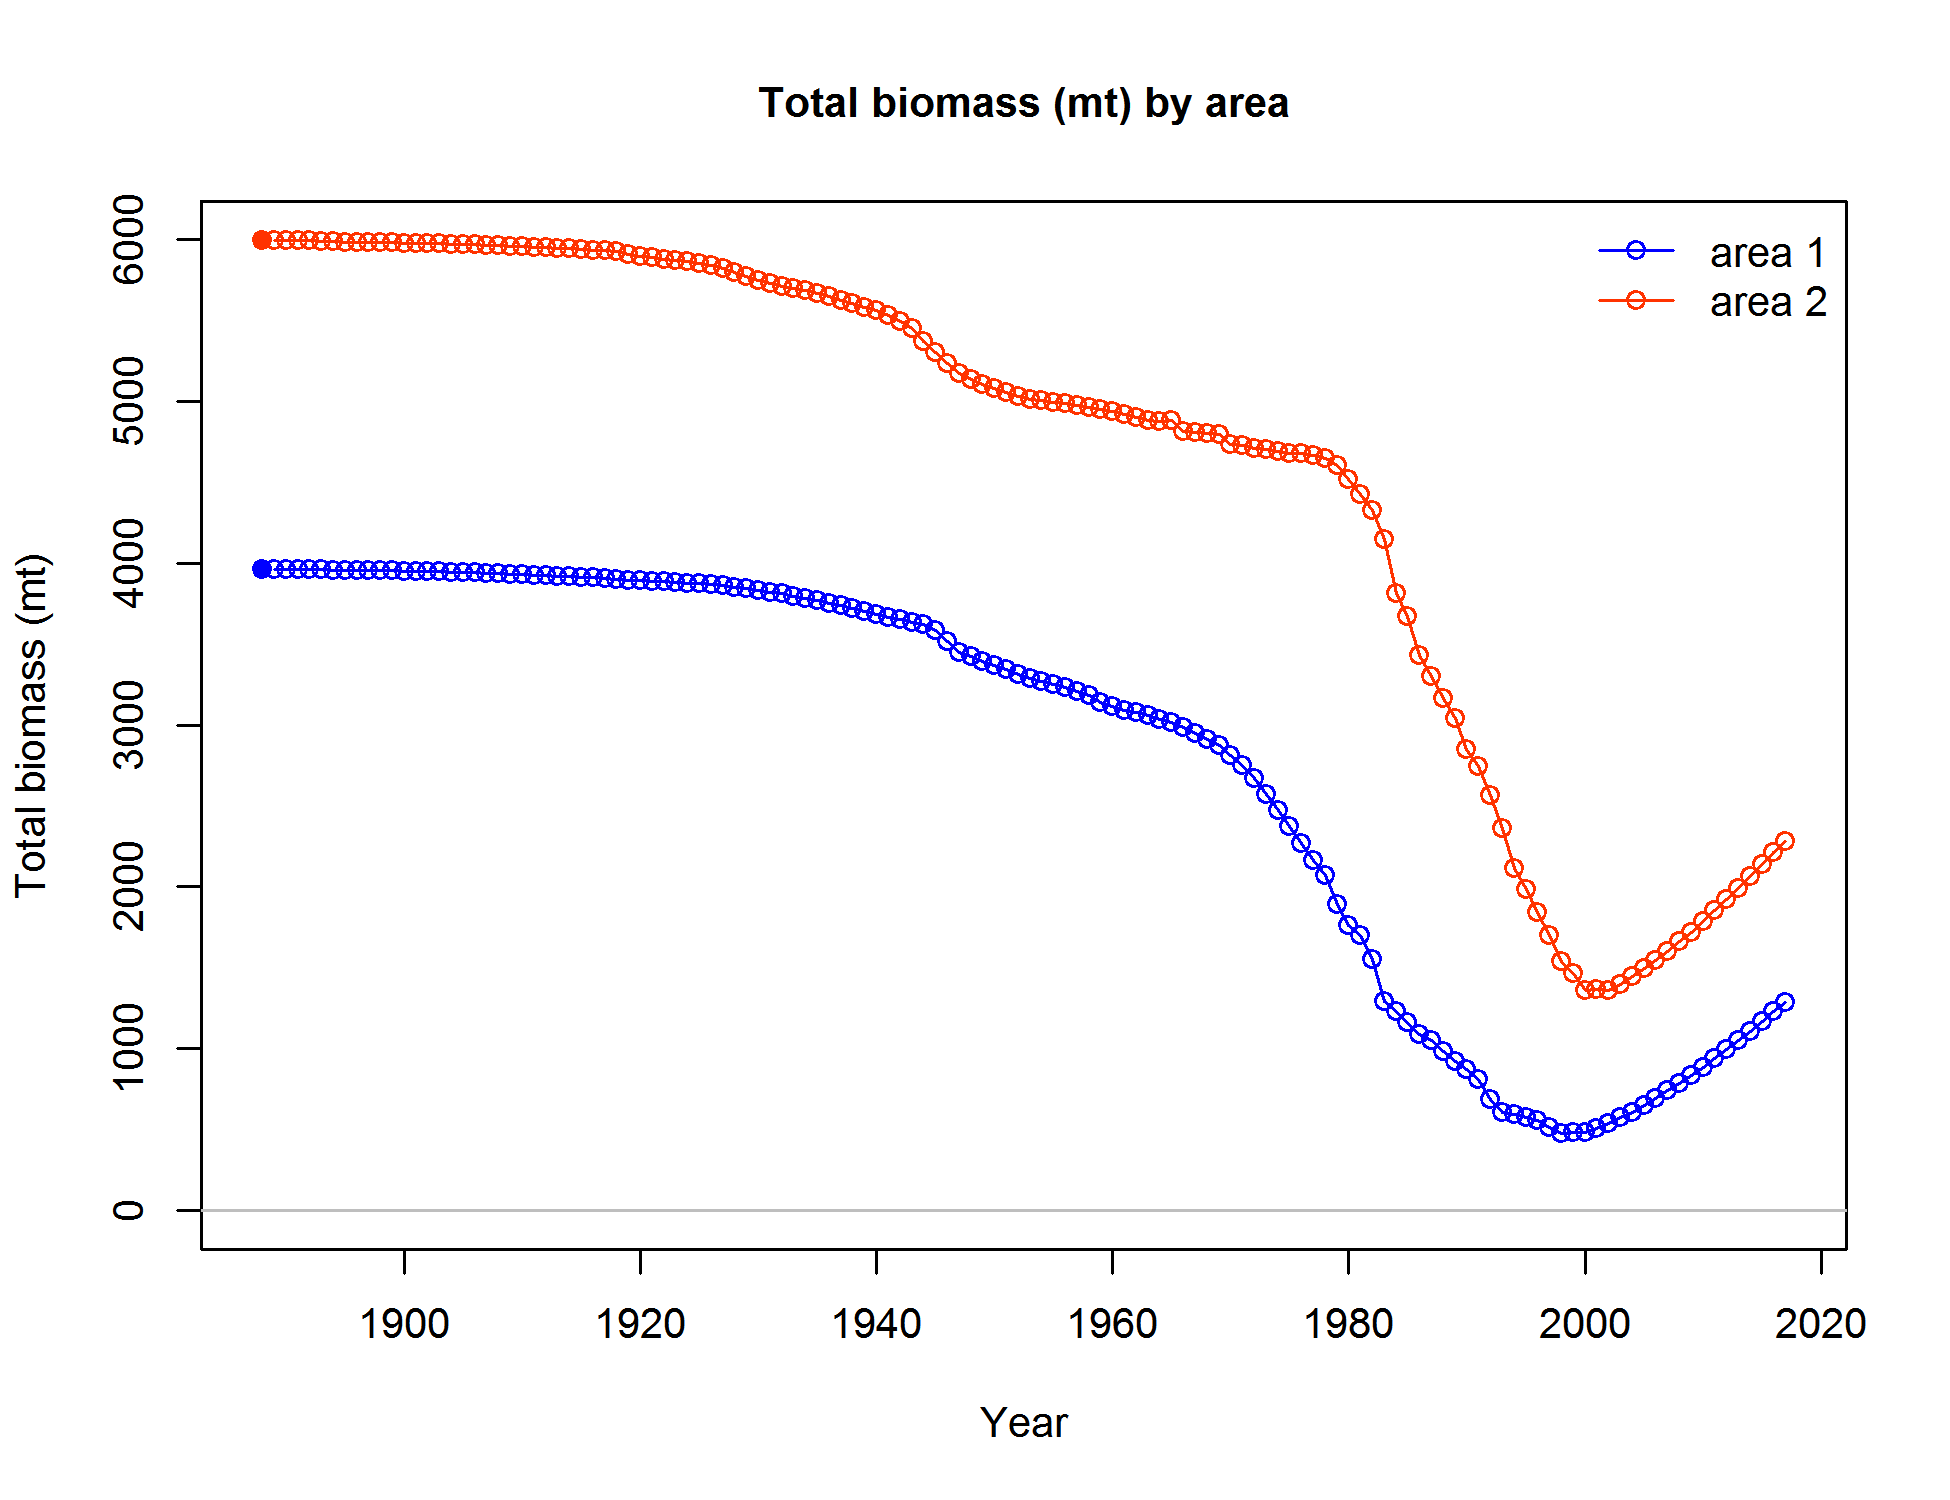 Total biomass (mt) by area
area 1
area 2
6000
5000
4000
3000
2000
1000
0
Total biomass (mt)
1900 1920 1940 1960 1980 2000 2020
Year